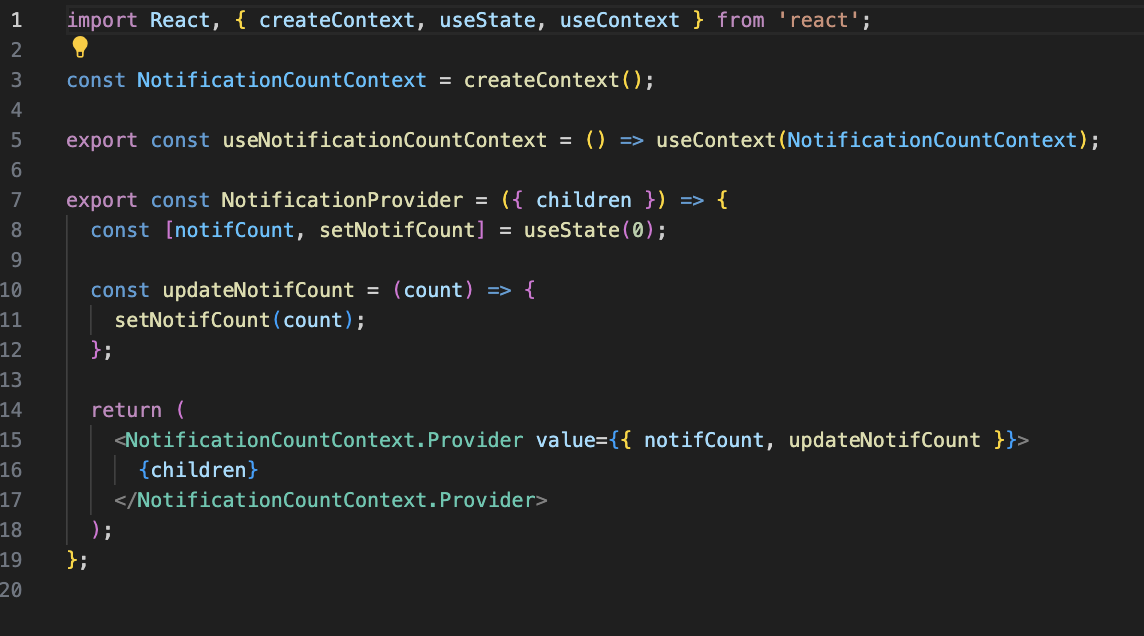 1 import React, { createContext, useState, useContext } from 'react';
2
3 const NotificationCountContext = createContext();
4
5 export const useNotificationCountContext = () => useContext(NotificationCountContext);
6
7 export const NotificationProvider = ({ children }) => {
8 const [notifCount, setNotifCount] = useState(0);
9
10 const updateNotifCount = (count) => {
11 setNotifCount(count);
12 };
13
14 return (
15 <NotificationCountContext.Provider value={{ notifCount, updateNotifCount }}>
16 {children}
17 </NotificationCountContext.Provider>
18 );
19 };
20